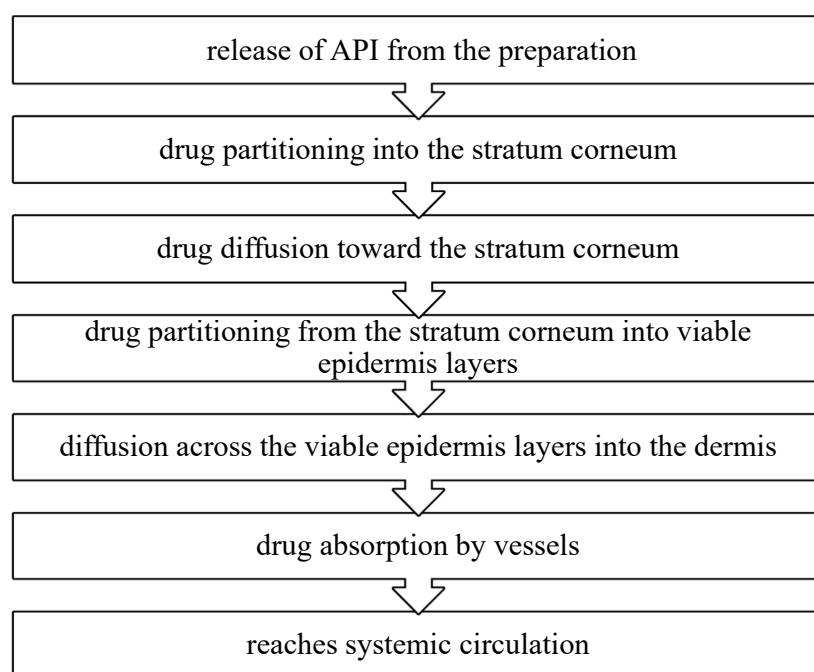 release of API from the preparation
drug partitioning into the stratum corneum
drug diffusion toward the stratum corneum
drug partitioning from the stratum corneum into viable
epidermis layers
diffusion across the viable epidermis layers into the dermis
drug absorption by vessels
reaches systemic circulation